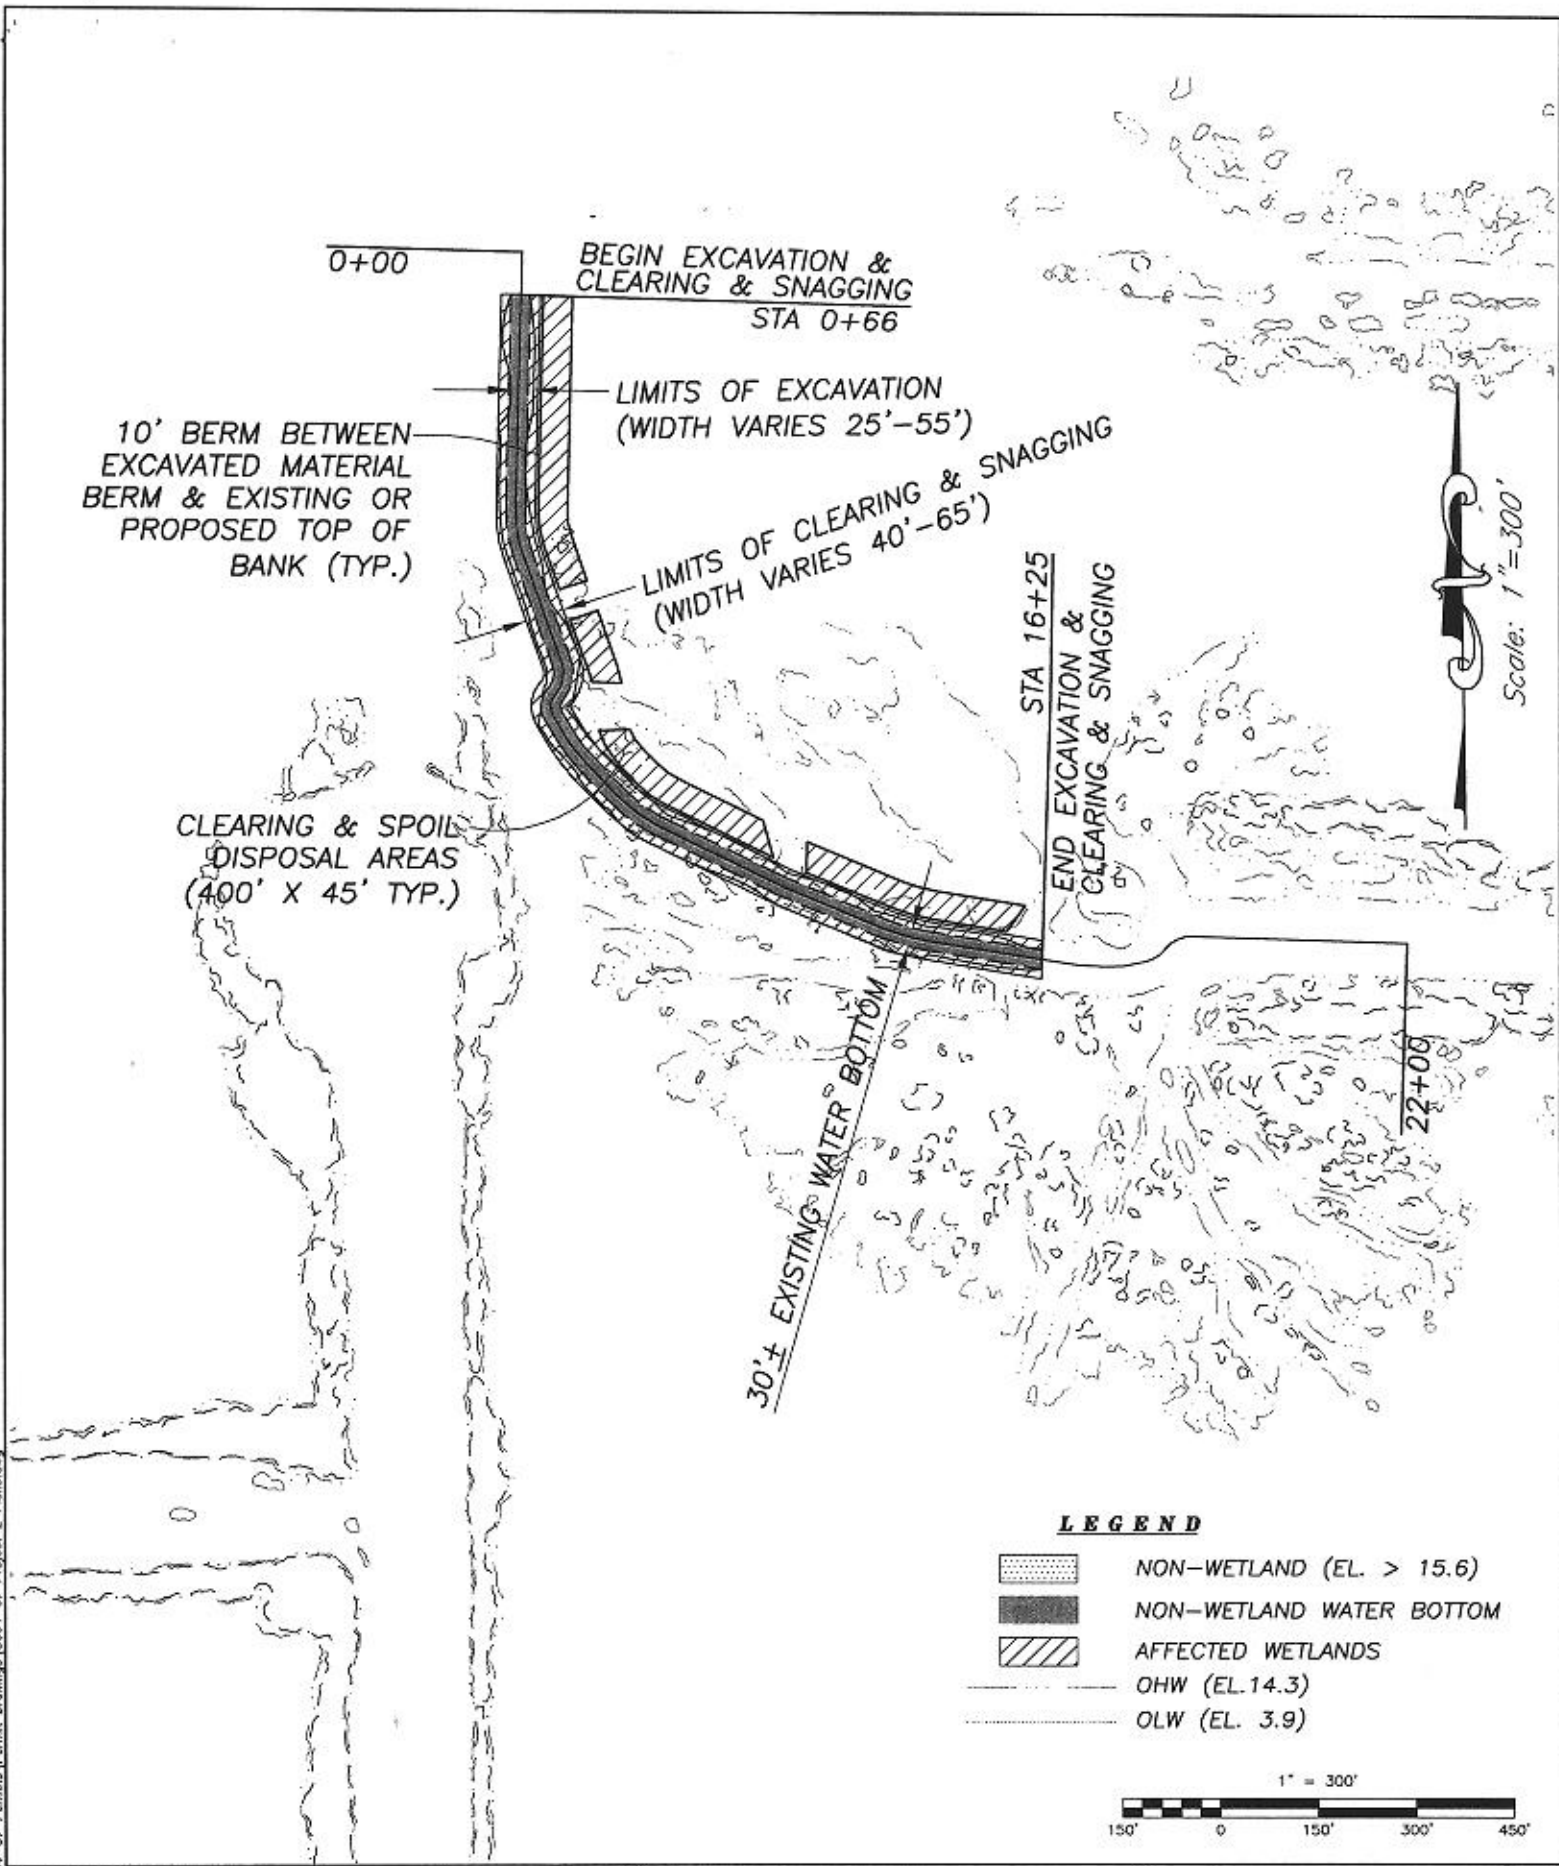 0+00
BEGIN EXCAVATION &
CLEARING & SNAGGING
STA 0+66
LIMITS OF EXCAVATION
(WIDTH VARIES 25'-55')
10' BERM BETWEEN
EXCAVATED MATERIAL
BERM & EXISTING OR
PROPOSED TOP OF
BANK (TYP.)
LIMITS OF CLEARING & SNAGGING
(WIDTH VARIES 40'-65')
STA 16+25
END EXCAVATION &
CLEARING & SNAGGING
Scale: 1"=300'
CLEARING & SPOIL
DISPOSAL AREAS
(400' X 45' TYP.)
30'± EXISTING WATER BOTTOM
22+00
LEGEND
NON-WETLAND (EL. > 15.6)
NON-WETLAND WATER BOTTOM
AFFECTED WETLANDS
OHW (EL.14.3)
OLW (EL. 3.9)
1" = 300'
150' 0 150' 300' 450'